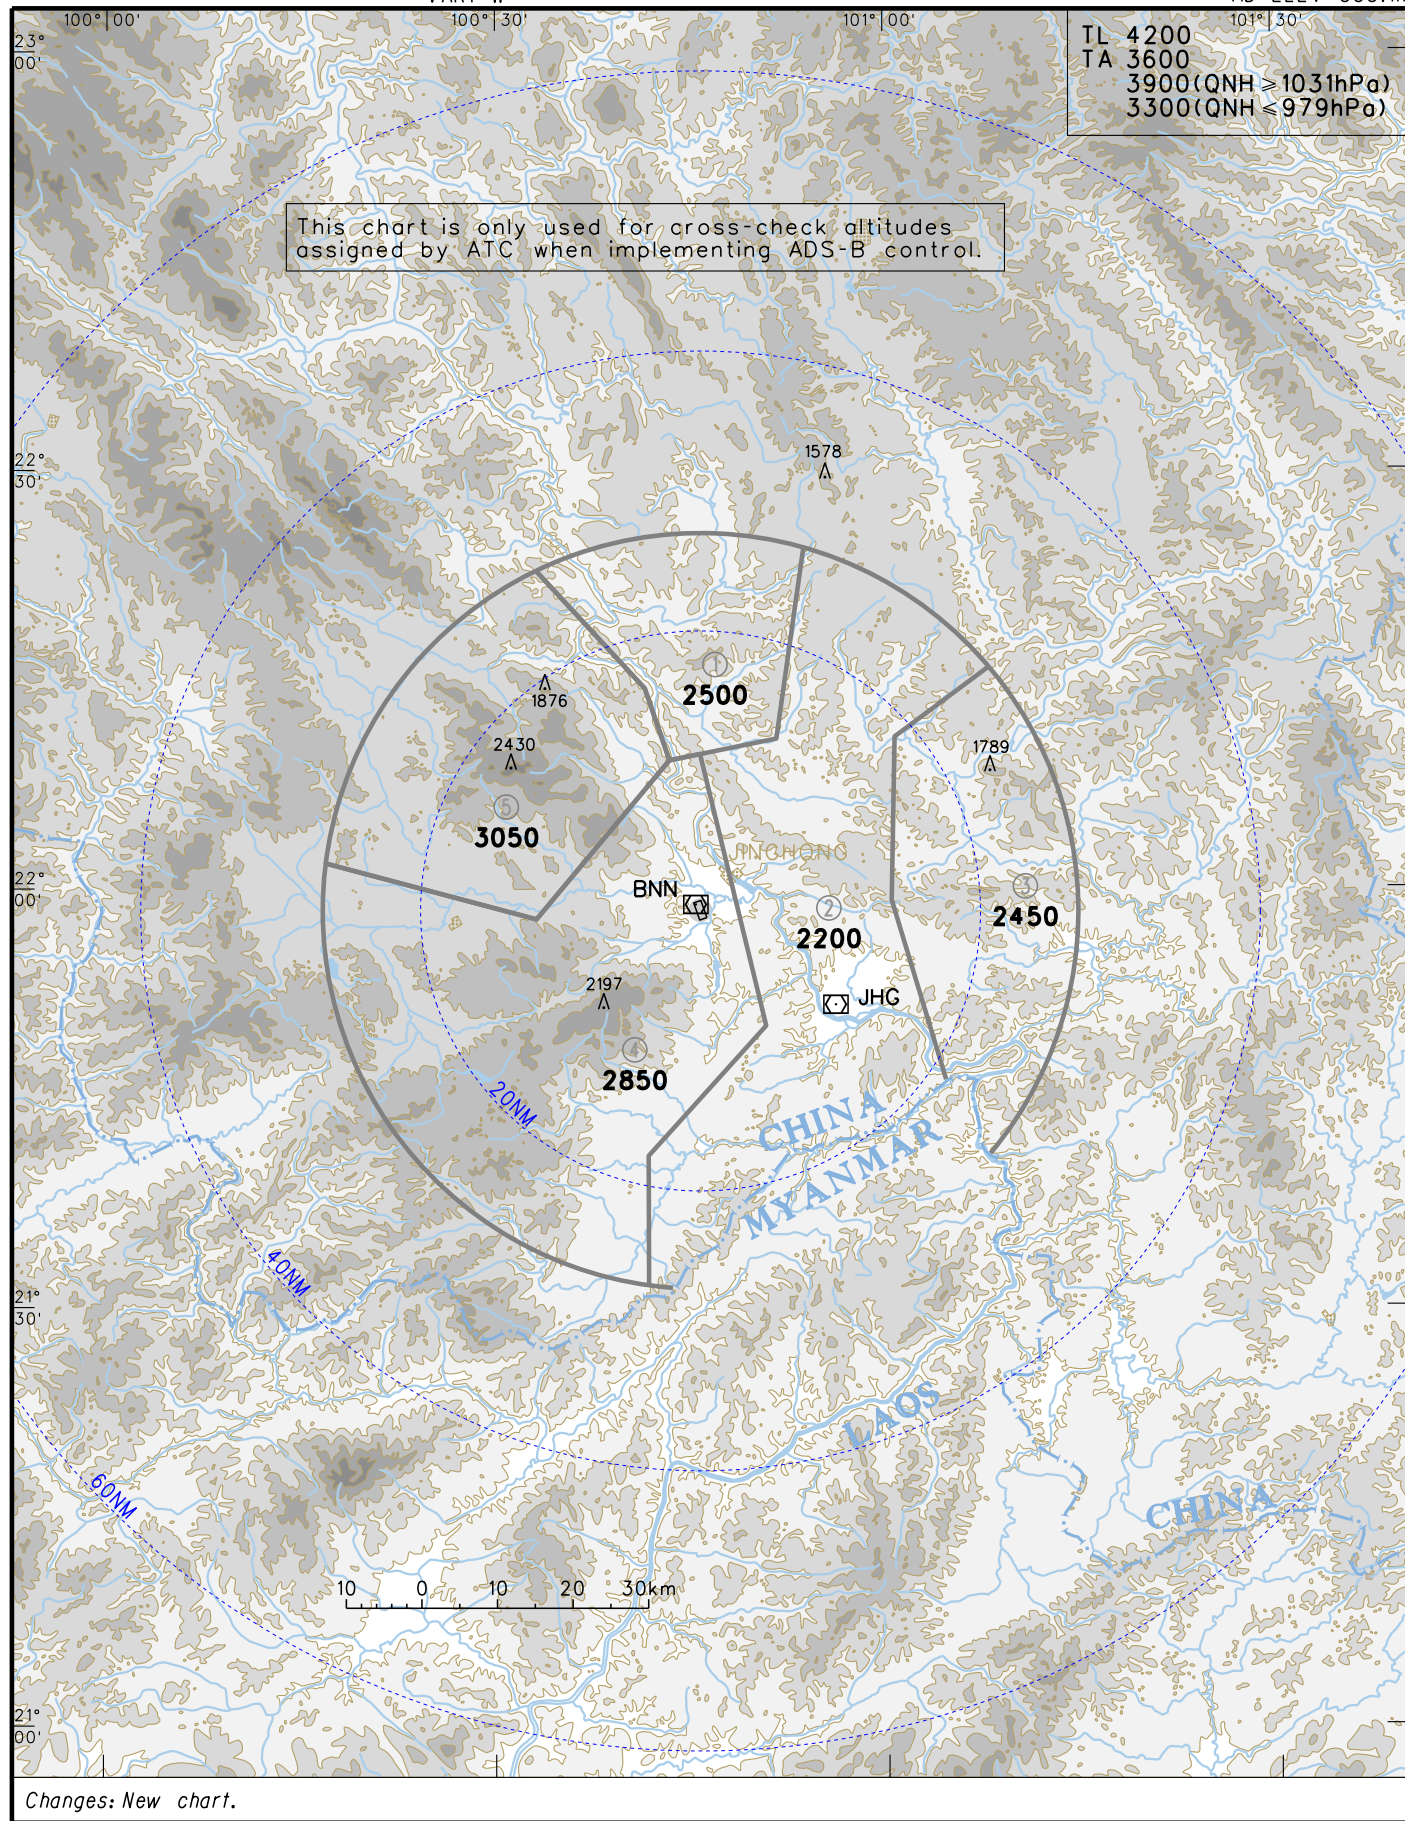 100° 00'
100° 30'
101° 00'
101° 30'
23°
00'
TL 4200
TA 3600
3900(QNH ≥ 1031hPa)
3300(QNH ≤ 979hPa)
This chart is only used for cross-check altitudes
assigned by ATC when implementing ADS-B control.
1578
22°
30'
①
2500
1876
2430
1789
⑤
3050
JINGHONG
22°
00'
BNN
③
2450
②
2200
2197
JHG
④
2850
20NM
CHINA
MYANMAR
40NM
21°
30'
LAOS
60NM
CHINA
10 0 10 20 30km
21°
00'
Changes: New chart.